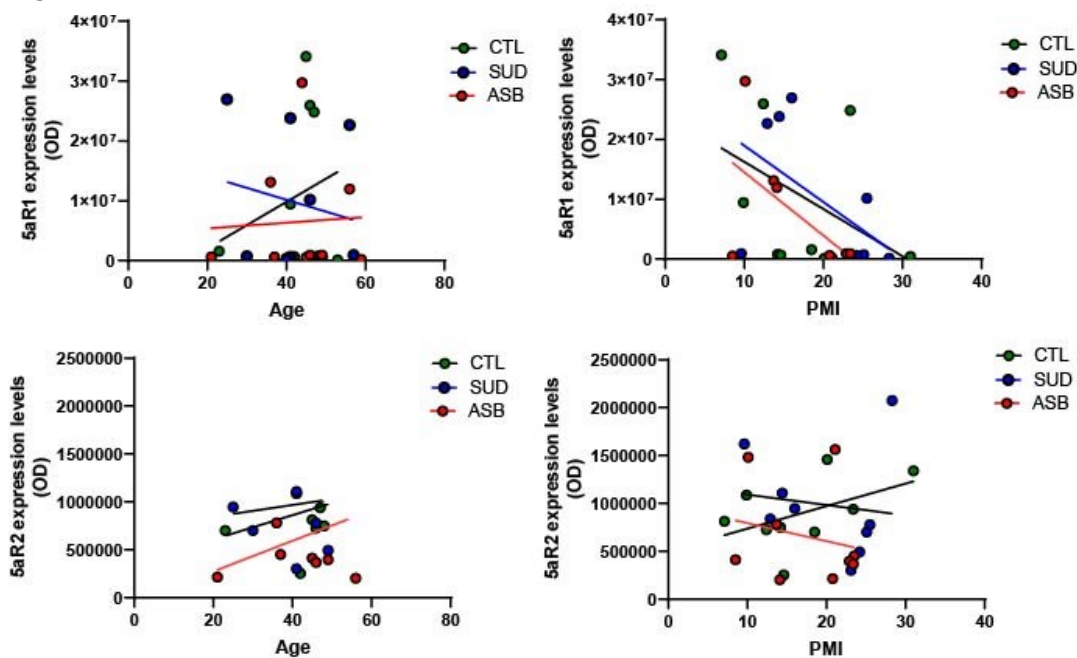 5aR1 expression levels
(OD)
4×10⁷
3×10⁷
2×10⁷
1×10⁷
0
0 20 40 60 80
Age
CTL
SUD
ASB
5aR1 expression levels
(OD)
4×10⁷
3×10⁷
2×10⁷
1×10⁷
0
0 10 20 30 40
PMI
CTL
SUD
ASB
5aR2 expression levels
(OD)
2500000
2000000
1500000
1000000
500000
0
0 20 40 60 80
Age
CTL
SUD
ASB
5aR2 expression levels
(OD)
2500000
2000000
1500000
1000000
500000
0
0 10 20 30 40
PMI
CTL
SUD
ASB